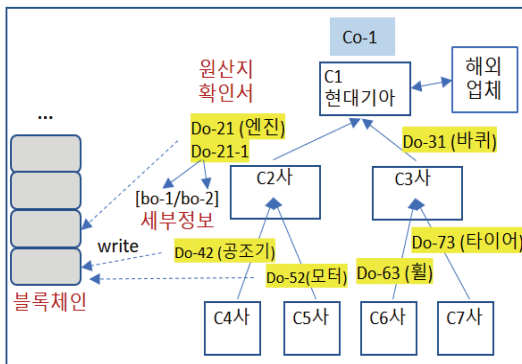 Co-1
원산지
확인서
C1
현대기아
해외
업체
...
Do-21 (엔진)
Do-21-1
Do-31 (바퀴)
[bo-1/bo-2]
세부정보
C2사
C3사
write
Do-42 (공조기)
Do-73 (타이어)
Do-52(모터)
Do-63 (휠)
블록체인
C4사
C5사
C6사
C7사